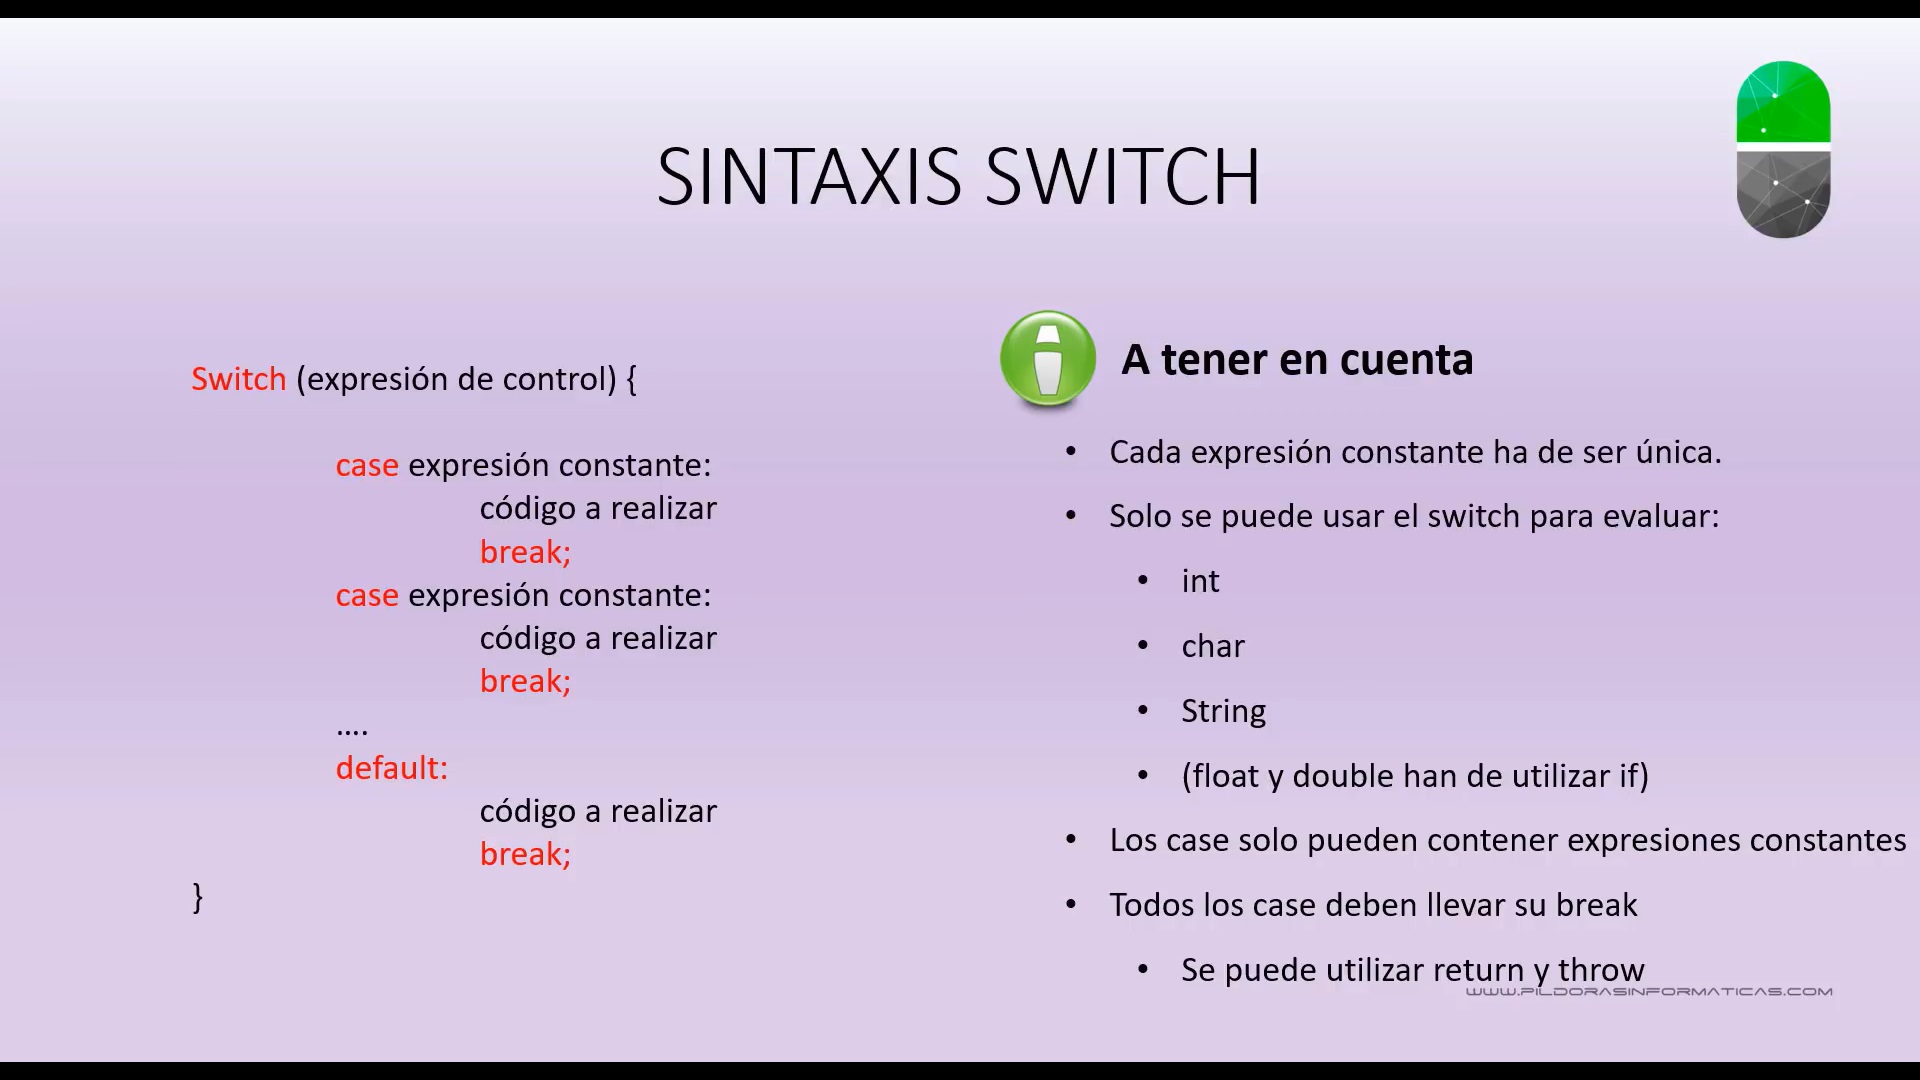 SINTAXIS SWITCH
Switch (expresión de control) {
case expresión constante:
código a realizar
break;
case expresión constante:
código a realizar
break;
....
default:
código a realizar
break;
}
A tener en cuenta
• Cada expresión constante ha de ser única.
• Solo se puede usar el switch para evaluar:
• int
• char
• String
• (float y double han de utilizar if)
• Los case solo pueden contener expresiones constantes
• Todos los case deben llevar su break
• Se puede utilizar return y throw
WWW.PILDORASINFORMATICAS.COM